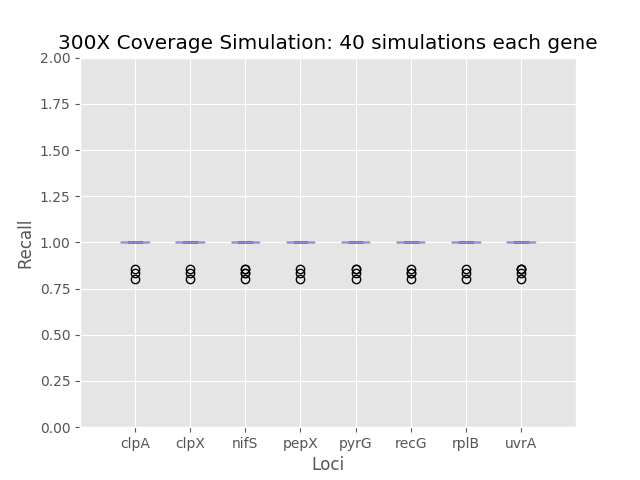 300X Coverage Simulation: 40 simulations each gene
2.00
1.75
1.50
1.25
1.00
0.75
0.50
0.25
0.00
Recall
clpA clpX nifS pepX pyrG recG rplB uvrA
Loci